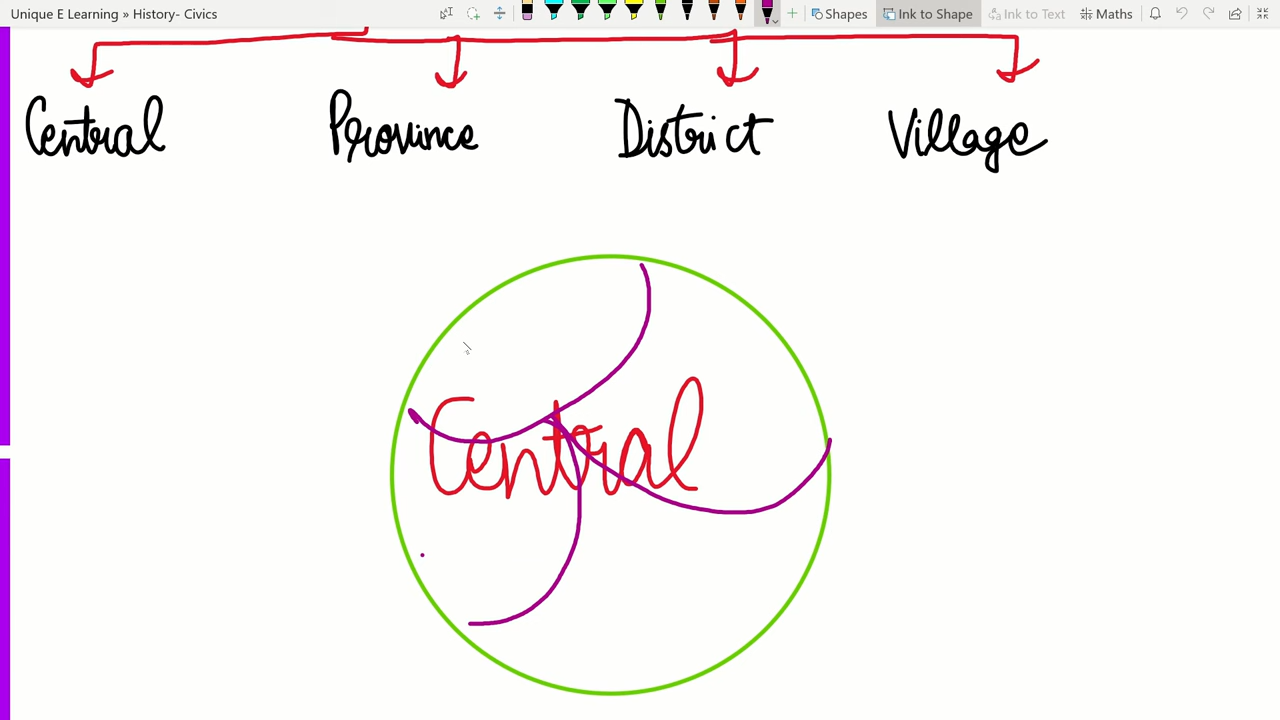 Unique E Learning » History- Civics
Shapes
Ink to Shape
Ink to Text
Maths
Central Province District Village
Central